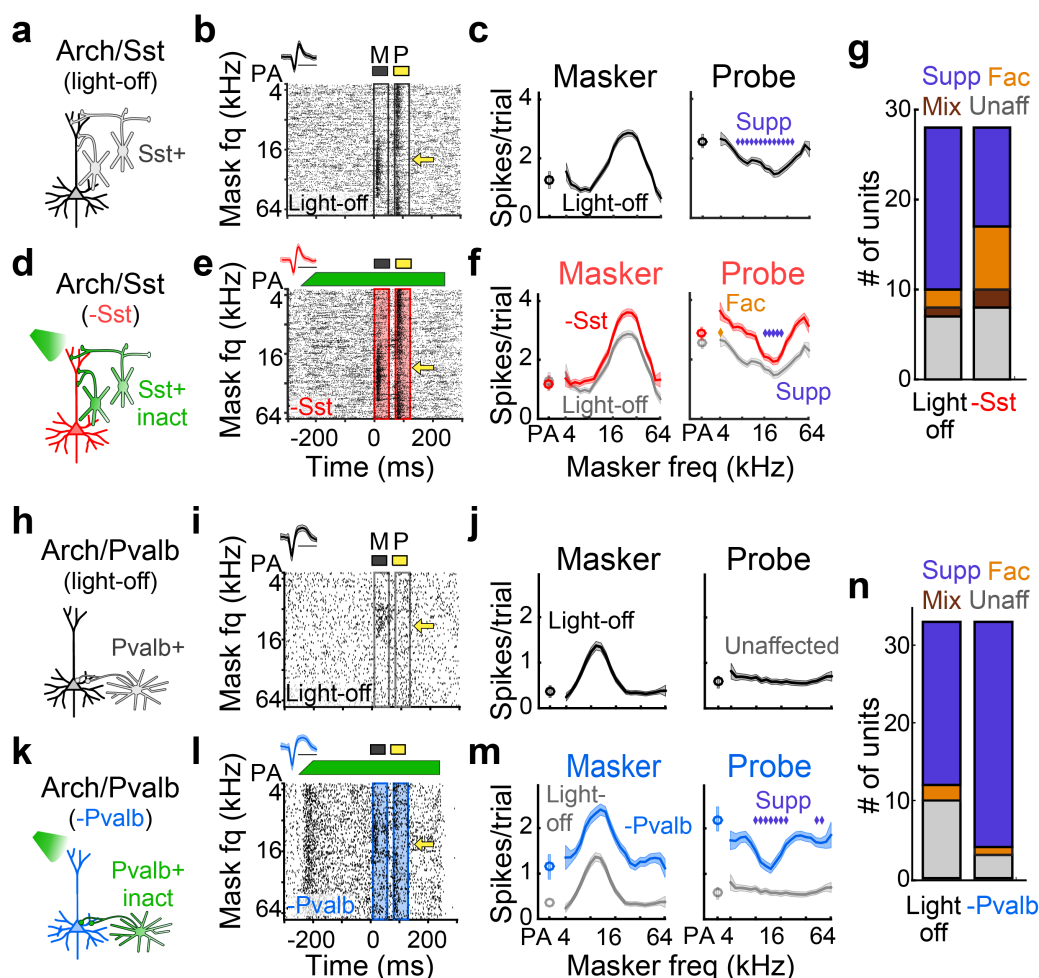 a
Arch/Sst
(light-off)
Sst+
b
M P
PA
4
16
64
Mask fq (kHz)
Light-off
c
Masker
Probe
4
2
0
Spikes/trial
Light-off
Supp
g
Supp Fac
Mix Unaff
30
20
10
0
# of units
Light
off
-Sst
d
Arch/Sst
(-Sst)
Sst+
inact
e
PA
4
16
64
Mask fq (kHz)
-Sst
-200 0 200
Time (ms)
f
Masker
Probe
4
2
0
Spikes/trial
-Sst
Light-off
Fac
Supp
PA 4 16 64
PA 4 16 64
Masker freq (kHz)
h
Arch/Pvalb
(light-off)
Pvalb+
i
M P
PA
4
16
64
Mask fq (kHz)
Light-off
j
Masker
Probe
2
1
0
Spikes/trial
Light-off
Unaffected
n
Supp Fac
Mix Unaff
30
20
10
0
# of units
Light
off
-Pvalb
k
Arch/Pvalb
(-Pvalb)
Pvalb+
inact
l
PA
4
16
64
Mask fq (kHz)
-Pvalb
-200 0 200
Time (ms)
m
Masker
Probe
2
1
0
Spikes/trial
Light-
off
-Pvalb
Supp
PA 4 16 64
PA 4 16 64
Masker freq (kHz)